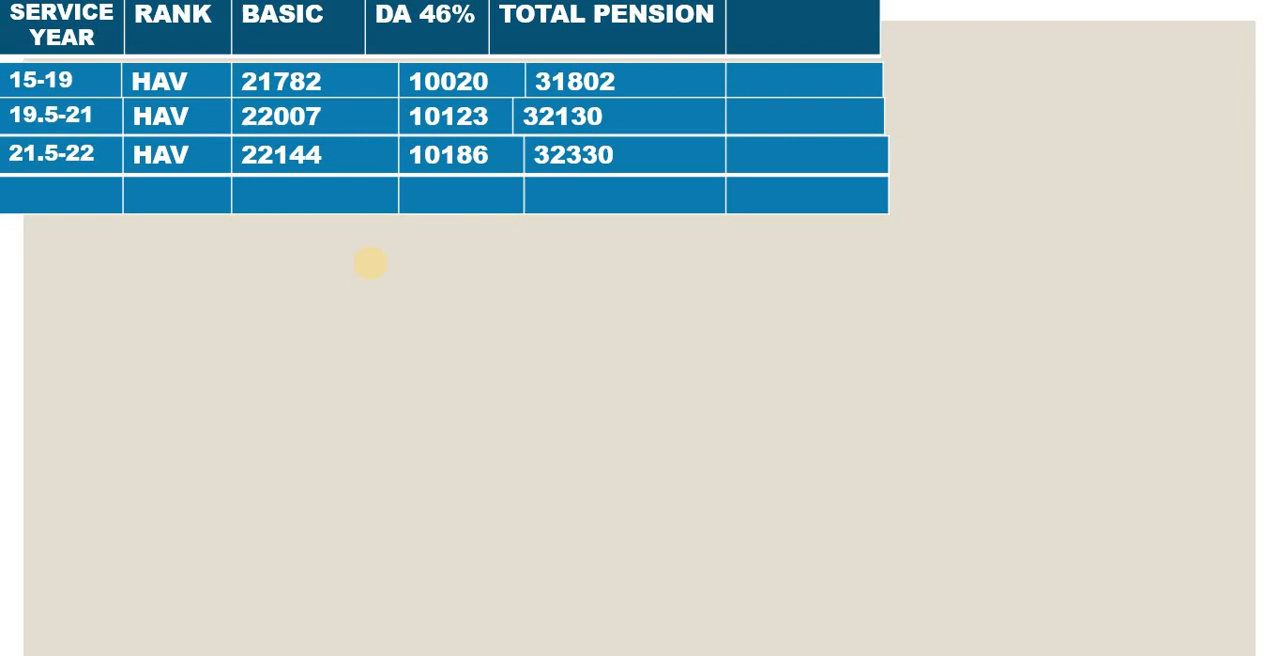 SERVICE YEAR RANK BASIC DA 46% TOTAL PENSION
15-19 HAV 21782 10020 31802
19.5-21 HAV 22007 10123 32130
21.5-22 HAV 22144 10186 32330